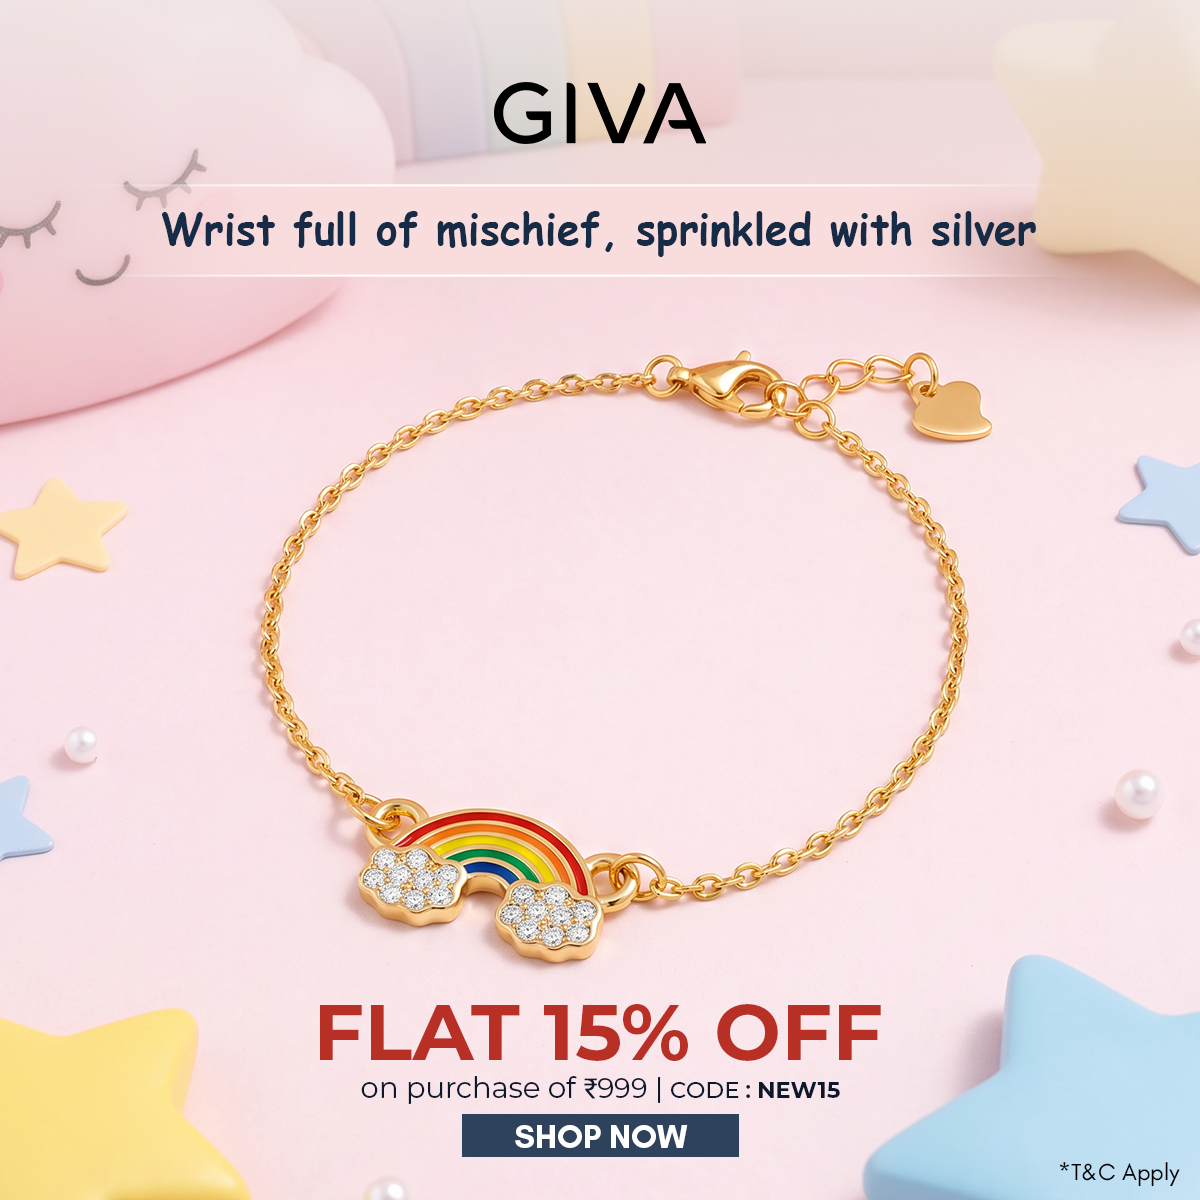 GIVA
Wrist full of mischief, sprinkled with silver
FLAT 15% OFF
on purchase of ₹999 | CODE : NEW15
SHOP NOW
*T&C Apply